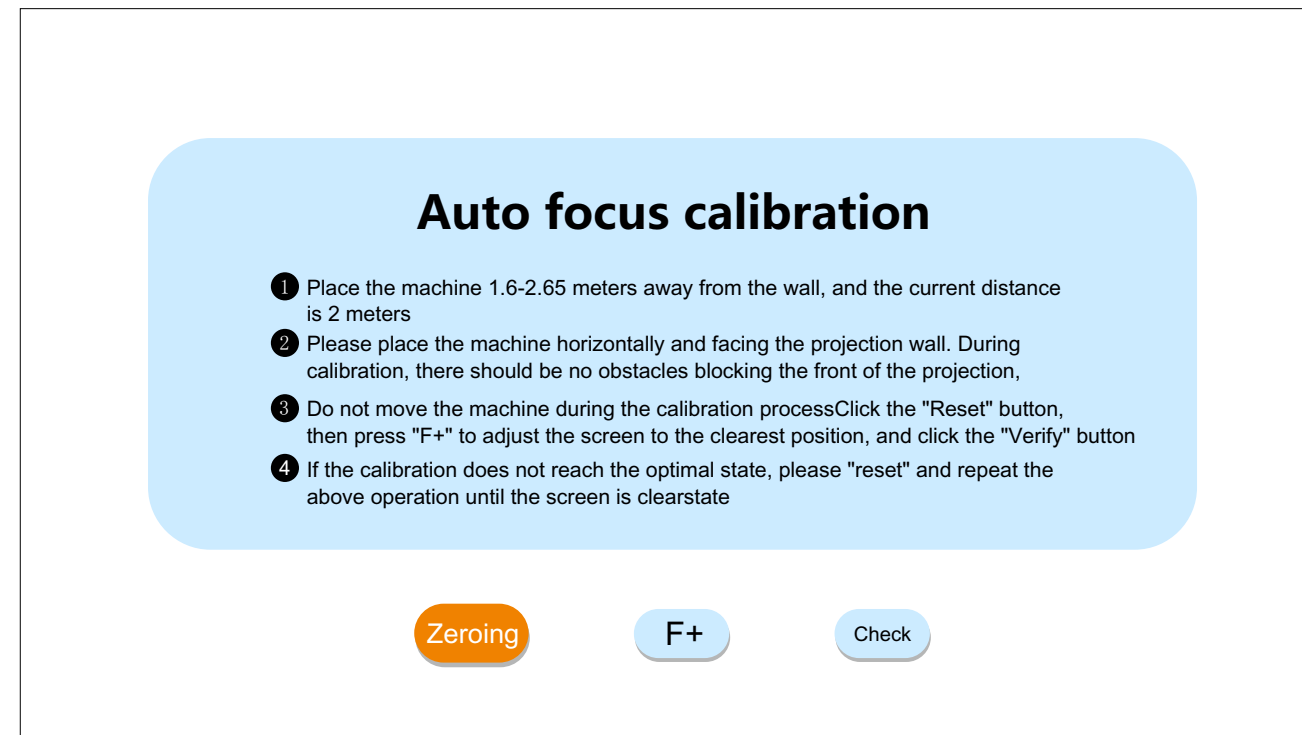 Auto focus calibration
1 Place the machine 1.6-2.65 meters away from the wall, and the current distance
is 2 meters
2 Please place the machine horizontally and facing the projection wall. During
calibration, there should be no obstacles blocking the front of the projection,
3 Do not move the machine during the calibration processClick the "Reset" button,
then press "F+" to adjust the screen to the clearest position, and click the "Verify" button
4 If the calibration does not reach the optimal state, please "reset" and repeat the
above operation until the screen is clearstate
Zeroing
F+
Check